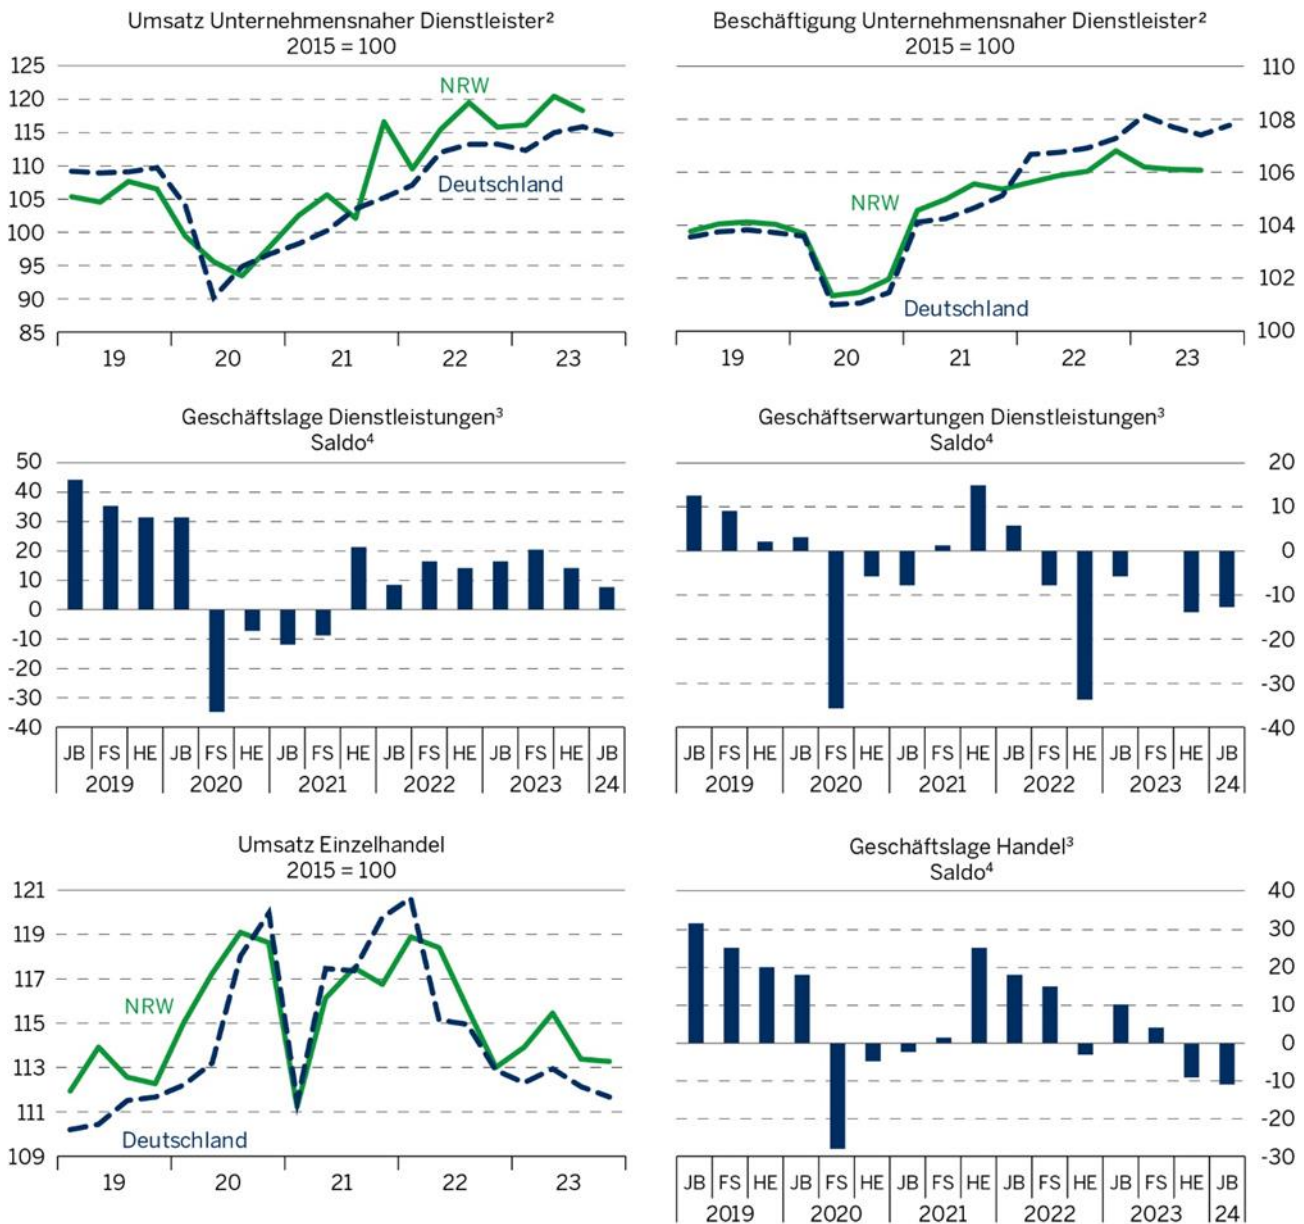 Umsatz Unternehmensnaher Dienstleister²
2015 = 100
125
120
115
110
105
100
95
90
85
NRW
Deutschland
19 20 21 22 23
Beschäftigung Unternehmensnaher Dienstleister²
2015 = 100
110
108
106
104
102
100
NRW
Deutschland
19 20 21 22 23
Geschäftslage Dienstleistungen³
Saldo⁴
50
40
30
20
10
0
-10
-20
-30
-40
JB FS HE JB FS HE JB FS HE JB FS HE JB FS HE JB
2019 2020 2021 2022 2023 24
Geschäftserwartungen Dienstleistungen³
Saldo⁴
20
10
0
-10
-20
-30
-40
JB FS HE JB FS HE JB FS HE JB FS HE JB FS HE JB
2019 2020 2021 2022 2023 24
Umsatz Einzelhandel
2015 = 100
121
119
117
115
113
111
109
NRW
Deutschland
19 20 21 22 23
Geschäftslage Handel³
Saldo⁴
40
30
20
10
0
-10
-20
-30
JB FS HE JB FS HE JB FS HE JB FS HE JB FS HE JB
2019 2020 2021 2022 2023 24